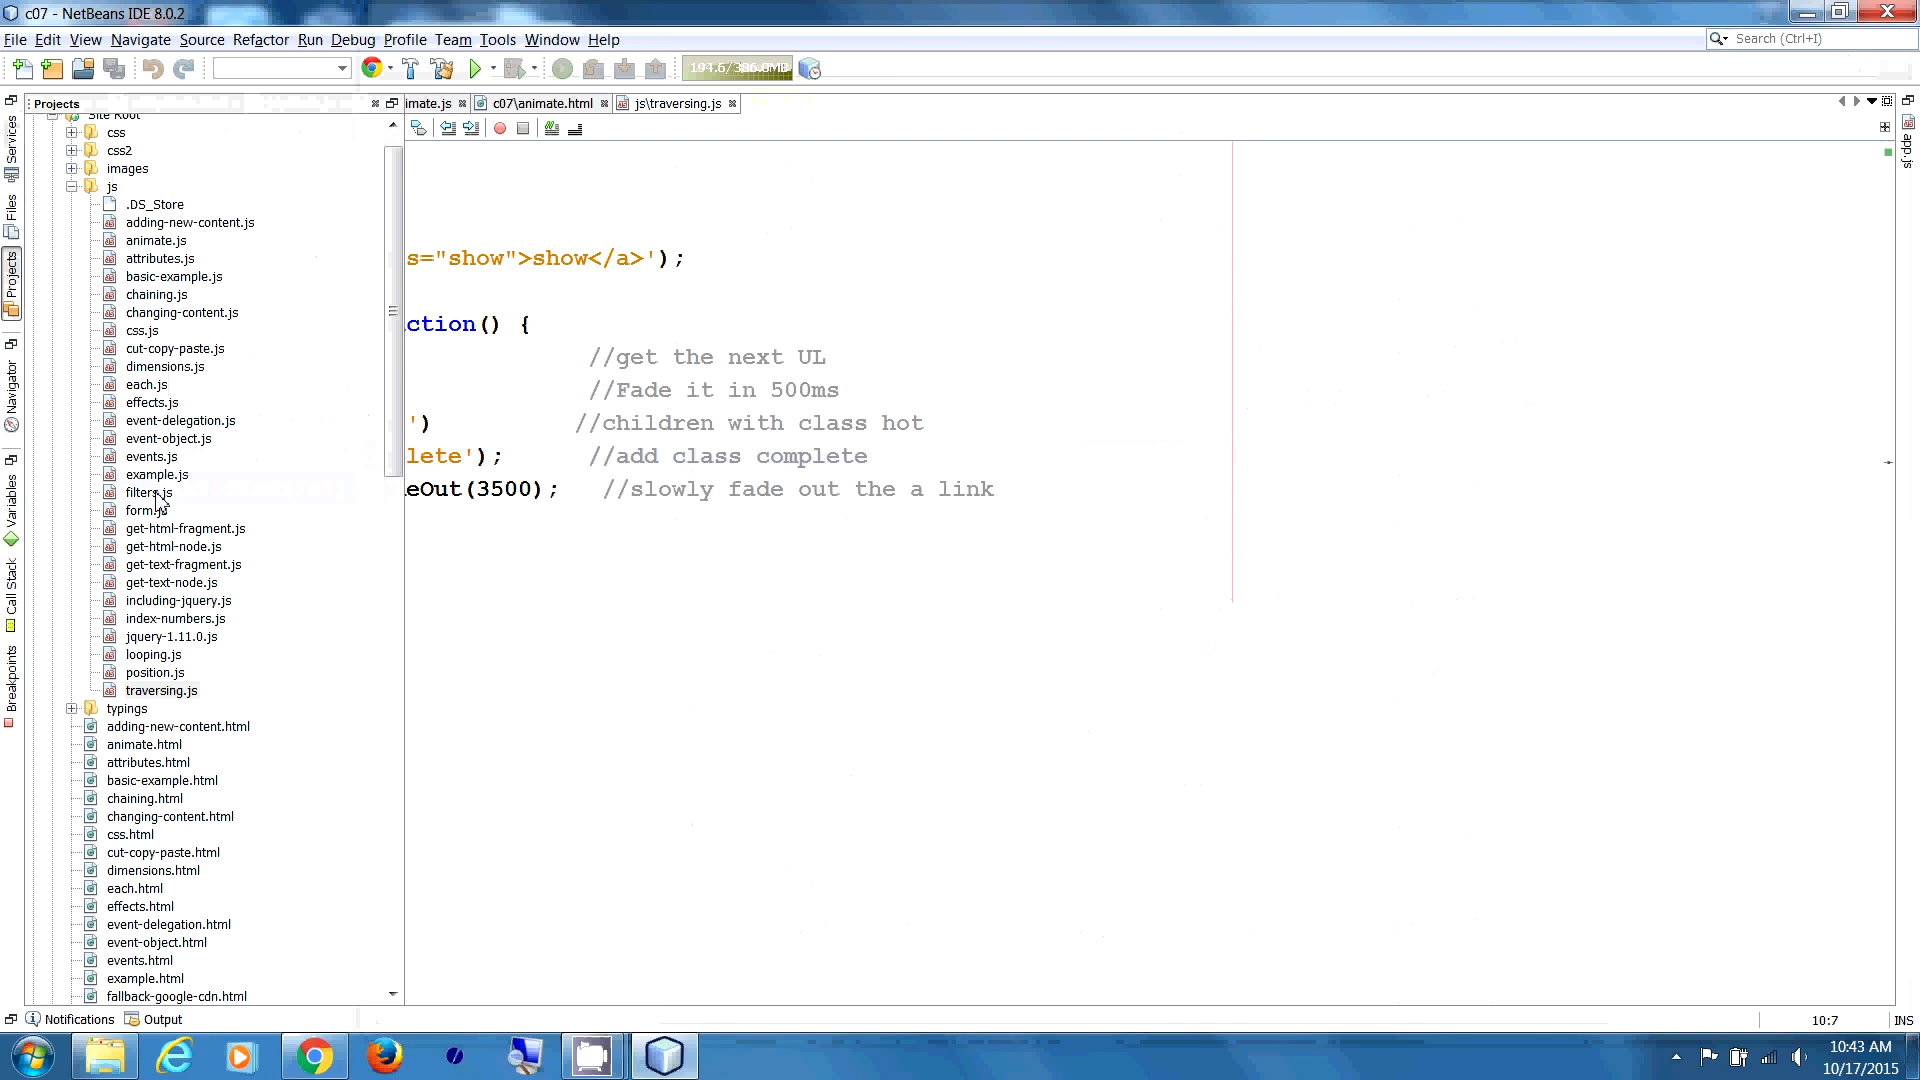 c07 - NetBeans IDE 8.0.2
File Edit View Navigate Source Refactor Run Debug Profile Team Tools Window Help
Search (Ctrl+I)
194.6/386.0MB
Projects
imate.js
c07\animate.html
js\traversing.js
Services
Files
Projects
Navigator
Variables
Call Stack
Breakpoints
app.js
Site Root
css
css2
images
js
.DS_Store
adding-new-content.js
animate.js
attributes.js
basic-example.js
chaining.js
changing-content.js
css.js
cut-copy-paste.js
dimensions.js
each.js
effects.js
event-delegation.js
event-object.js
events.js
example.js
filters.js
form.js
get-html-fragment.js
get-html-node.js
get-text-fragment.js
get-text-node.js
including-jquery.js
index-numbers.js
jquery-1.11.0.js
looping.js
position.js
traversing.js
typings
adding-new-content.html
animate.html
attributes.html
basic-example.html
chaining.html
changing-content.html
css.html
cut-copy-paste.html
dimensions.html
each.html
effects.html
event-delegation.html
event-object.html
events.html
example.html
fallback-google-cdn.html
s="show">show</a>');
ction() {
//get the next UL
//Fade it in 500ms
') //children with class hot
lete'); //add class complete
eOut(3500); //slowly fade out the a link
Notifications
Output
10:7
INS
10:43 AM
10/17/2015